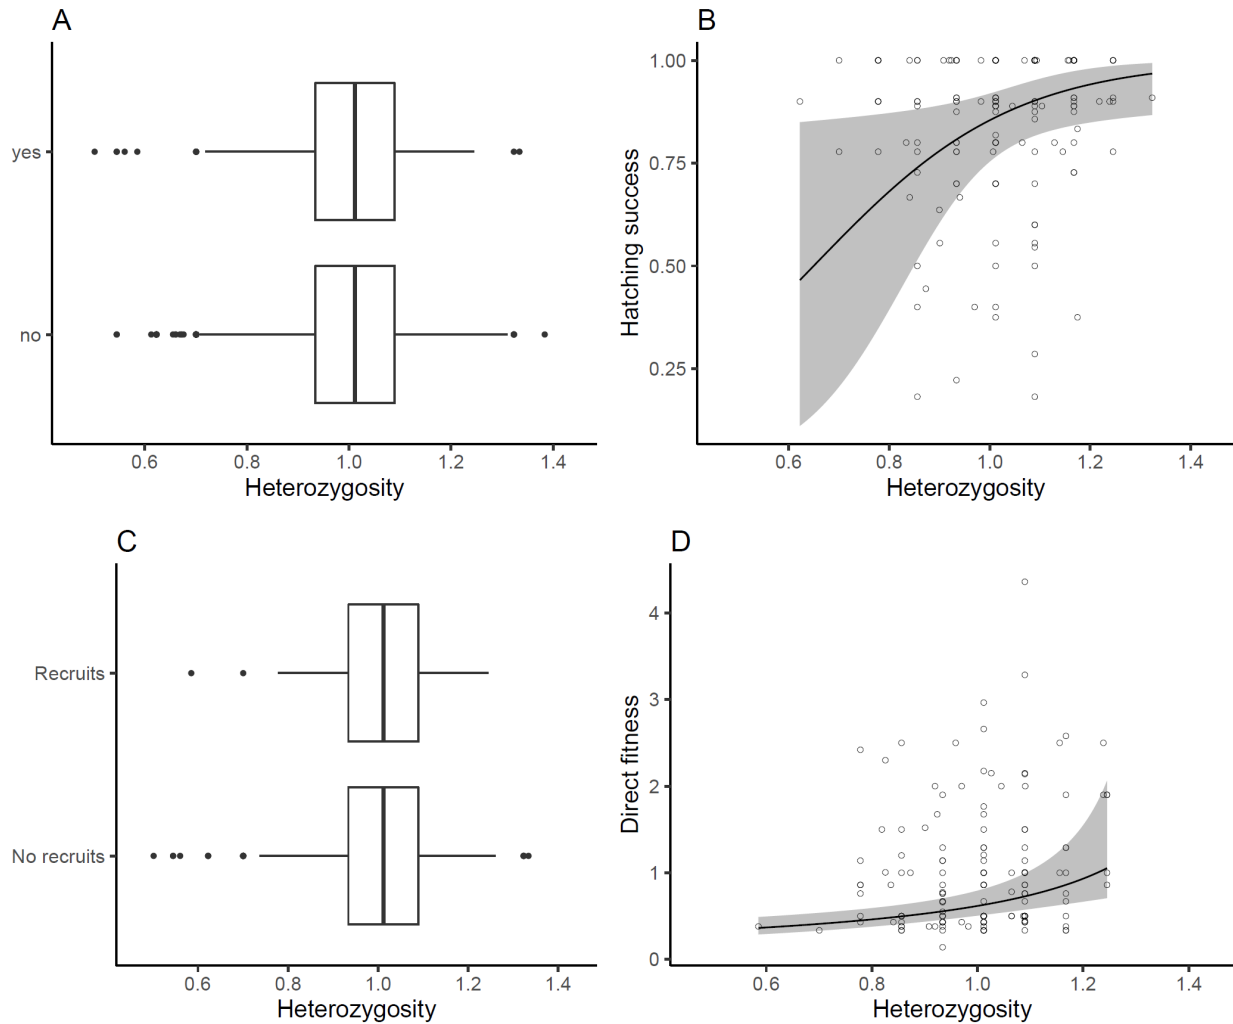 A
yes
no
0.6 0.8 1.0 1.2 1.4
Heterozygosity
B
Hatching success
1.00
0.75
0.50
0.25
0.6 0.8 1.0 1.2 1.4
Heterozygosity
C
Recruits
No recruits
0.6 0.8 1.0 1.2 1.4
Heterozygosity
D
Direct fitness
4
3
2
1
0
0.6 0.8 1.0 1.2 1.4
Heterozygosity